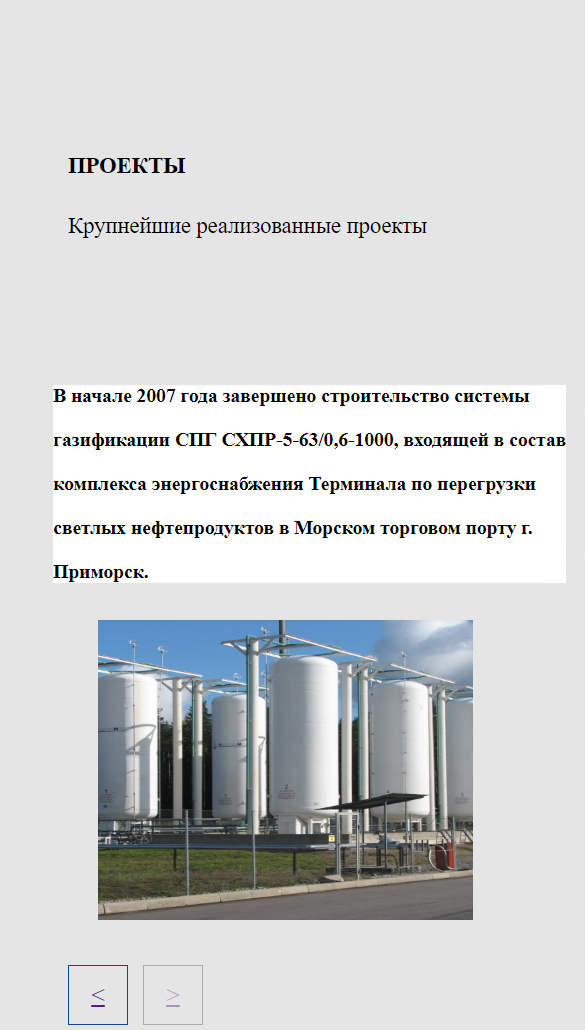 ПРОЕКТЫ
Крупнейшие реализованные проекты
В начале 2007 года завершено строительство системы
газификации СПГ СХПР-5-63/0,6-1000, входящей в состав
комплекса энергоснабжения Терминала по перегрузки
светлых нефтепродуктов в Морском торговом порту г.
Приморск.
< >